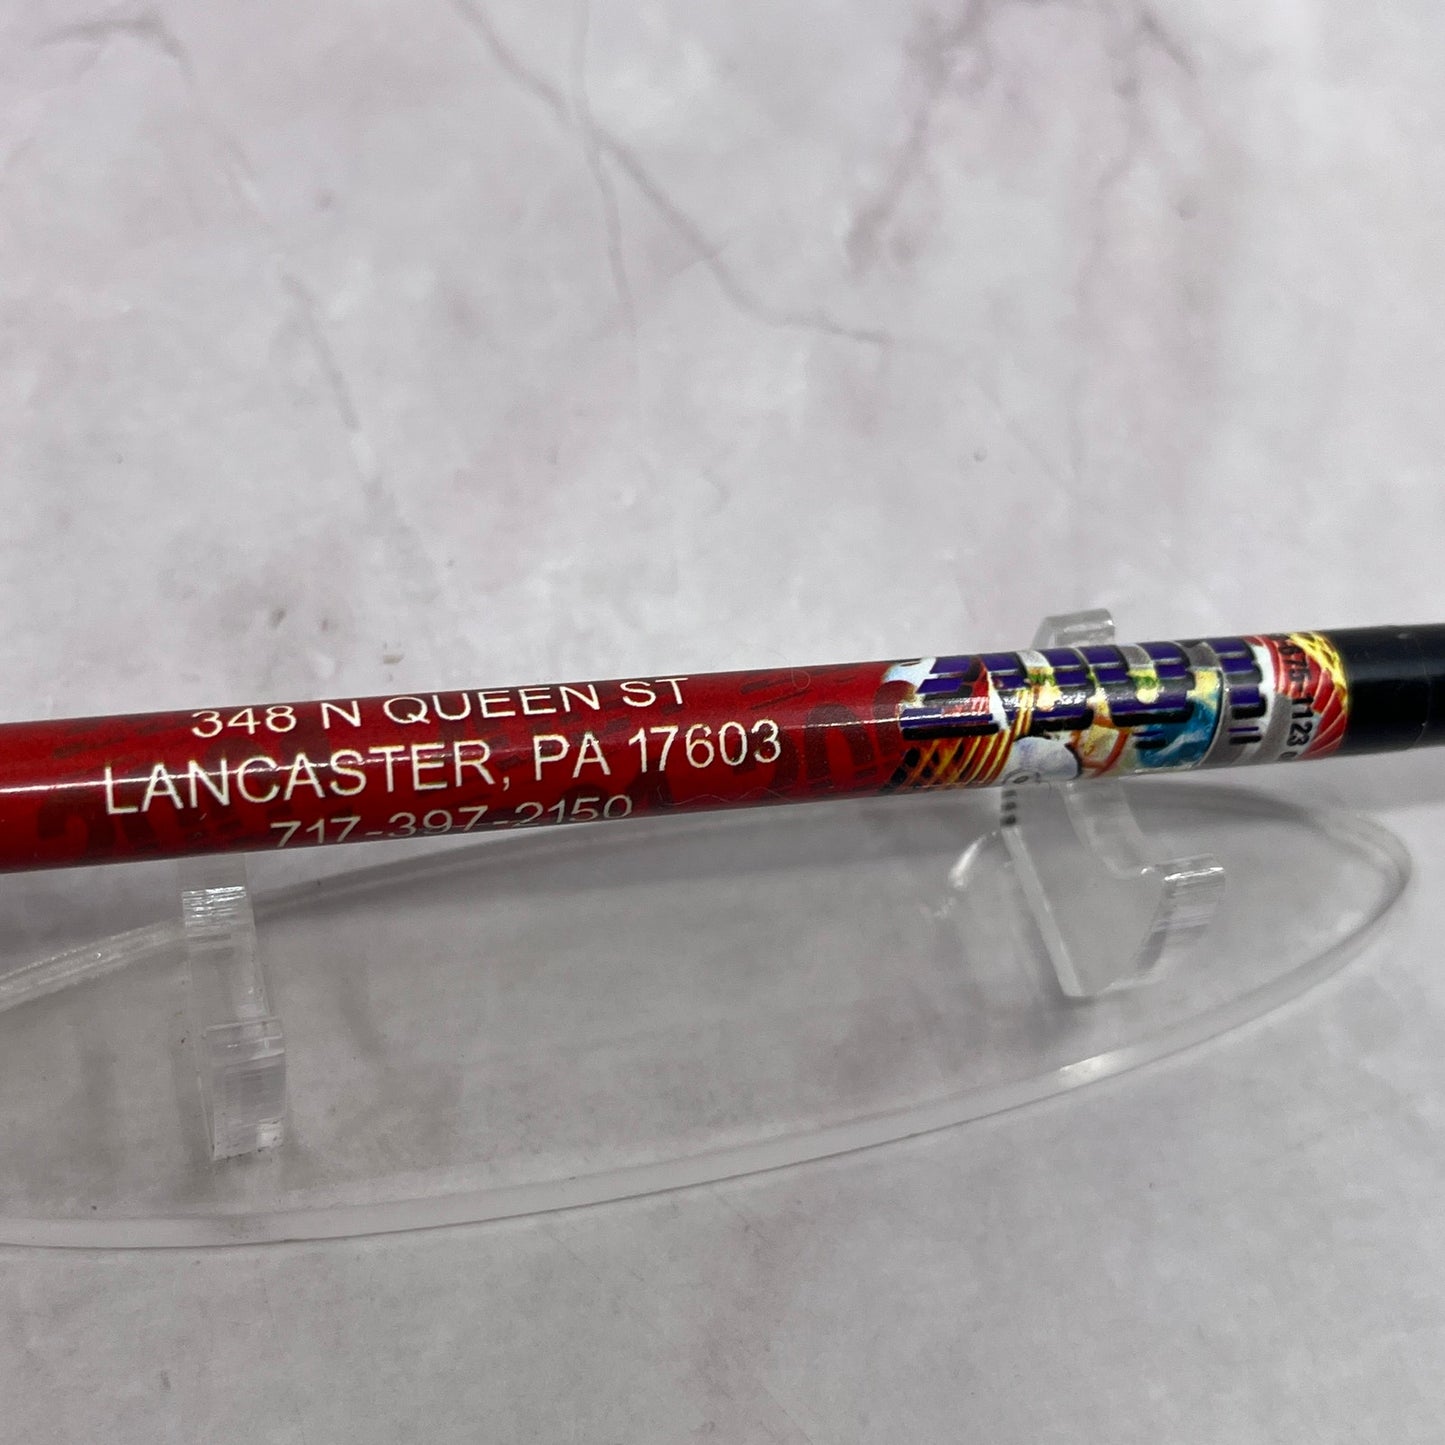 348 N QUEEN ST
LANCASTER, PA 17603
717-397-2150